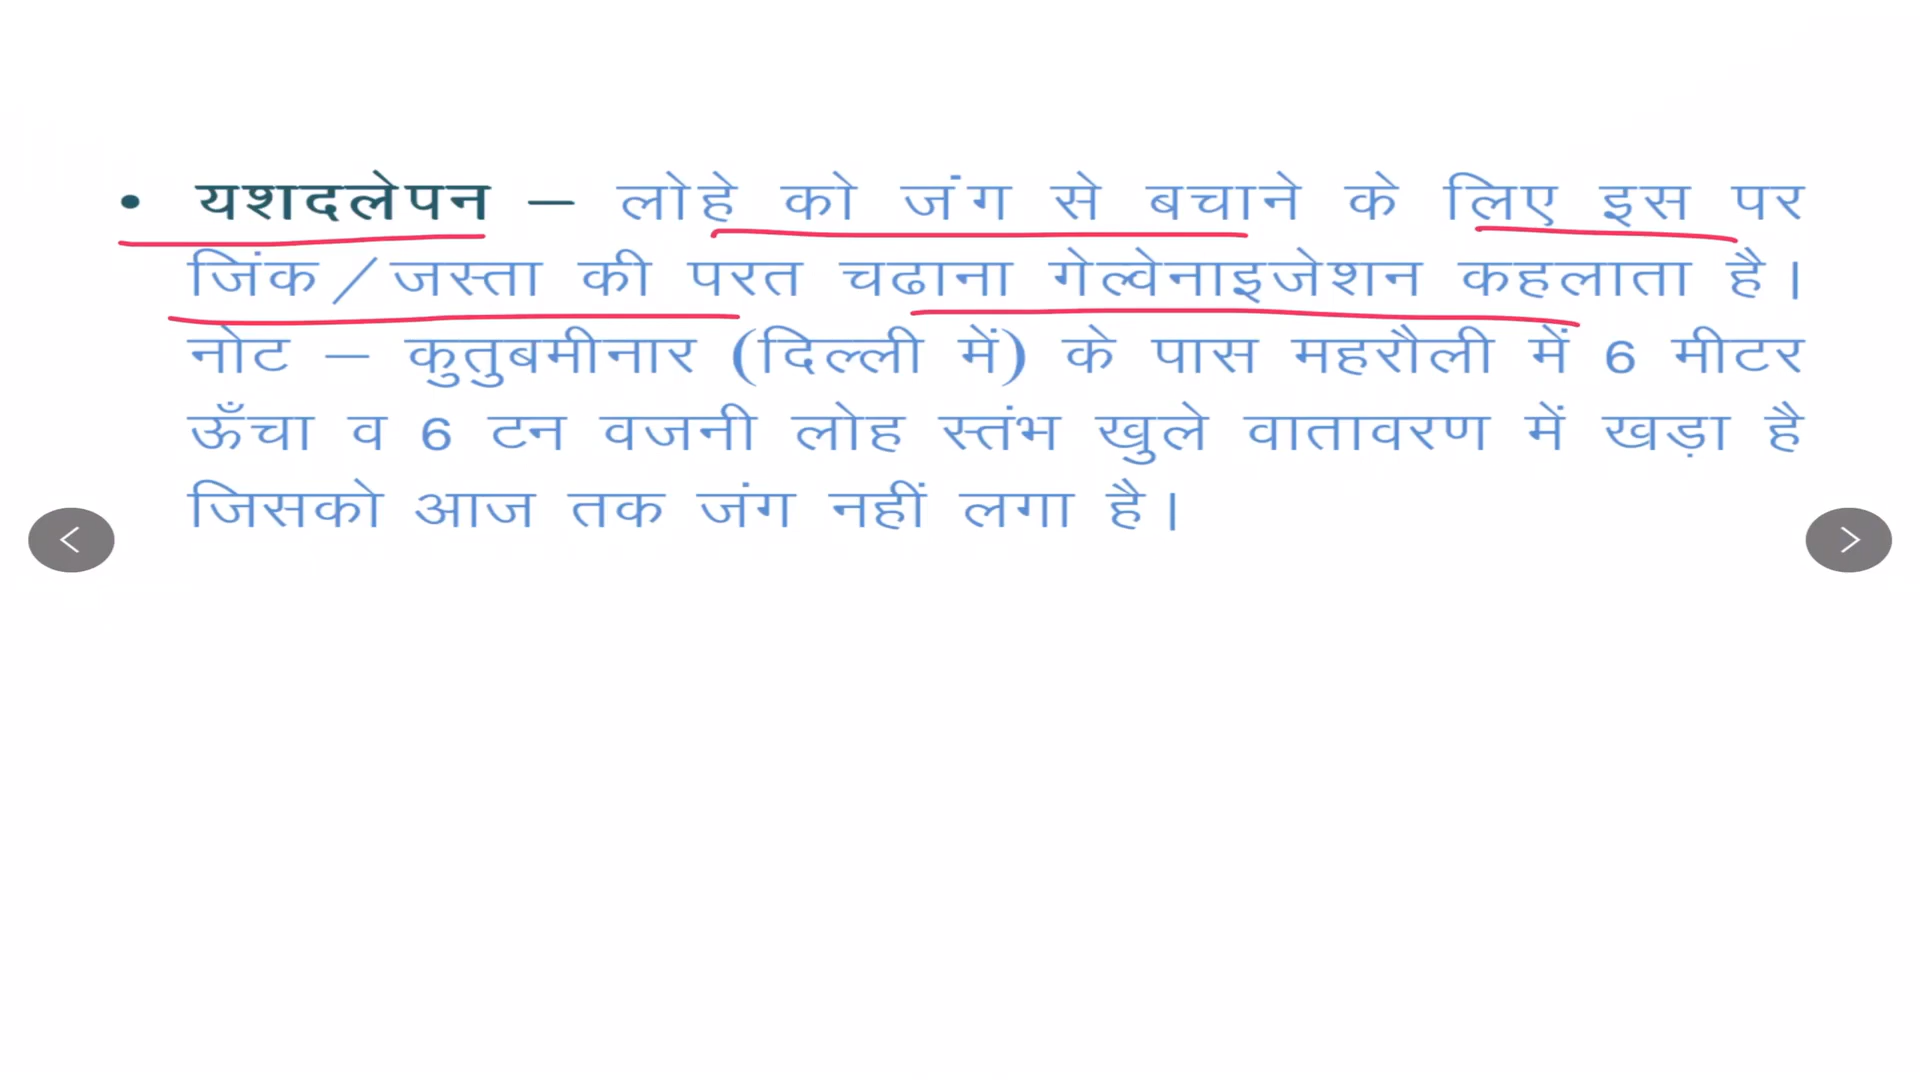 • यशदलेपन – लोहे को जंग से बचाने के लिए इस पर
जिंक/जस्ता की परत चढाना गेल्वेनाइजेशन कहलाता है।
नोट – कुतुबमीनार (दिल्ली में) के पास महरौली में 6 मीटर
ऊँचा व 6 टन वजनी लोह स्तंभ खुले वातावरण में खड़ा है
जिसको आज तक जंग नहीं लगा है।